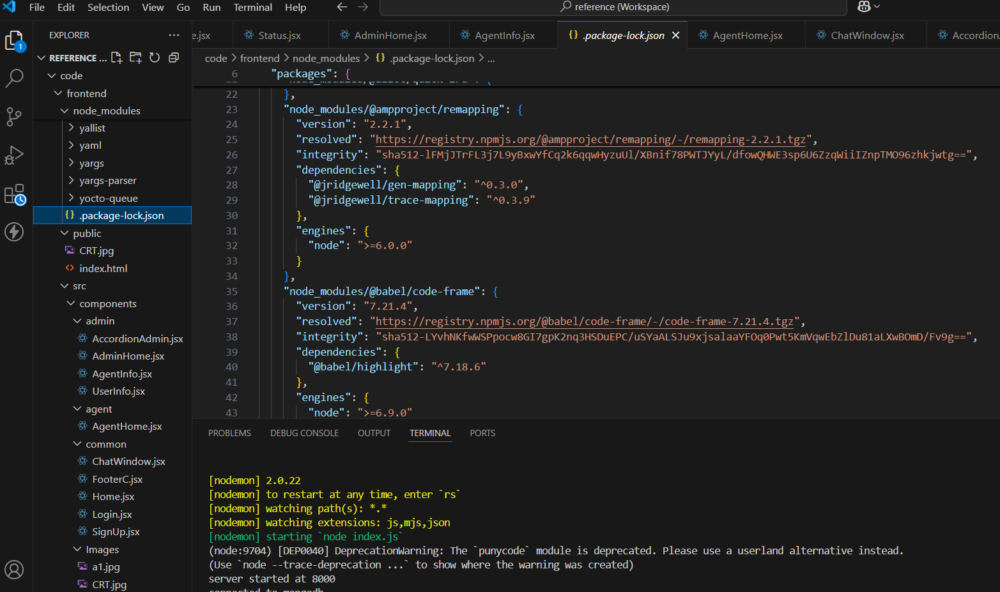 File Edit Selection View Go Run Terminal Help
reference (Workspace)
EXPLORER
e.jsx Status.jsx AdminHome.jsx AgentInfo.jsx {} .package-lock.json AgentHome.jsx ChatWindow.jsx Accordion
1
REFERENCE ...
code > frontend > node_modules > {} .package-lock.json > ...
code
frontend
node_modules
yallist
yaml
yargs
yargs-parser
yocto-queue
{} .package-lock.json
public
CRT.jpg
index.html
src
components
admin
AccordionAdmin.jsx
AdminHome.jsx
AgentInfo.jsx
UserInfo.jsx
agent
AgentHome.jsx
common
ChatWindow.jsx
FooterC.jsx
Home.jsx
Login.jsx
SignUp.jsx
Images
a1.jpg
CRT.jpg
6 "packages": {
22 },
23 "node_modules/@ampproject/remapping": {
24 "version": "2.2.1",
25 "resolved": "https://registry.npmjs.org/@ampproject/remapping/-/remapping-2.2.1.tgz",
26 "integrity": "sha512-lFMjJTrFL3j7L9yBxwYfCq2k6qqwHyzuUl/XBnif78PWTJYyL/dfowQHWE3sp6U6ZzqWiiIZnpTMO96zhkjwtg==",
27 "dependencies": {
28 "@jridgewell/gen-mapping": "^0.3.0",
29 "@jridgewell/trace-mapping": "^0.3.9"
30 },
31 "engines": {
32 "node": ">=6.0.0"
33 }
34 },
35 "node_modules/@babel/code-frame": {
36 "version": "7.21.4",
37 "resolved": "https://registry.npmjs.org/@babel/code-frame/-/code-frame-7.21.4.tgz",
38 "integrity": "sha512-LYvhNKfwWSPpocw8GI7gpK2nq3HSDuEPC/uSYaALSJu9xjsalaaYFOq0Pwt5KmVqwEbZlDu81aLXwBOmD/Fv9g==",
39 "dependencies": {
40 "@babel/highlight": "^7.18.6"
41 },
42 "engines": {
43 "node": ">=6.9.0"
PROBLEMS DEBUG CONSOLE OUTPUT TERMINAL PORTS
[nodemon] 2.0.22
[nodemon] to restart at any time, enter `rs`
[nodemon] watching path(s): *.*
[nodemon] watching extensions: js,mjs,json
[nodemon] starting `node index.js`
(node:9704) [DEP0040] DeprecationWarning: The `punycode` module is deprecated. Please use a userland alternative instead.
(Use `node --trace-deprecation ...` to show where the warning was created)
server started at 8000
connected to mongodb